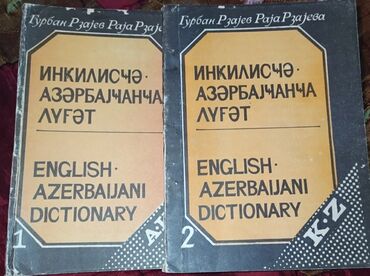 Гурбан Рзајев Раја Рзаје
ИНКИЛИСЧӘ-
АЗӘРБАЈЧАНЧА
ЛУҒӘТ
ENGLISH-
AZERBAIJANI
DICTIONARY
1
Гурбан Рзајев Раја Рзајева
ИНКИЛИСЧӘ-
АЗӘРБАЈЧАНЧА
ЛУҒӘТ
ENGLISH-
AZERBAIJANI
DICTIONARY
2
K-Z